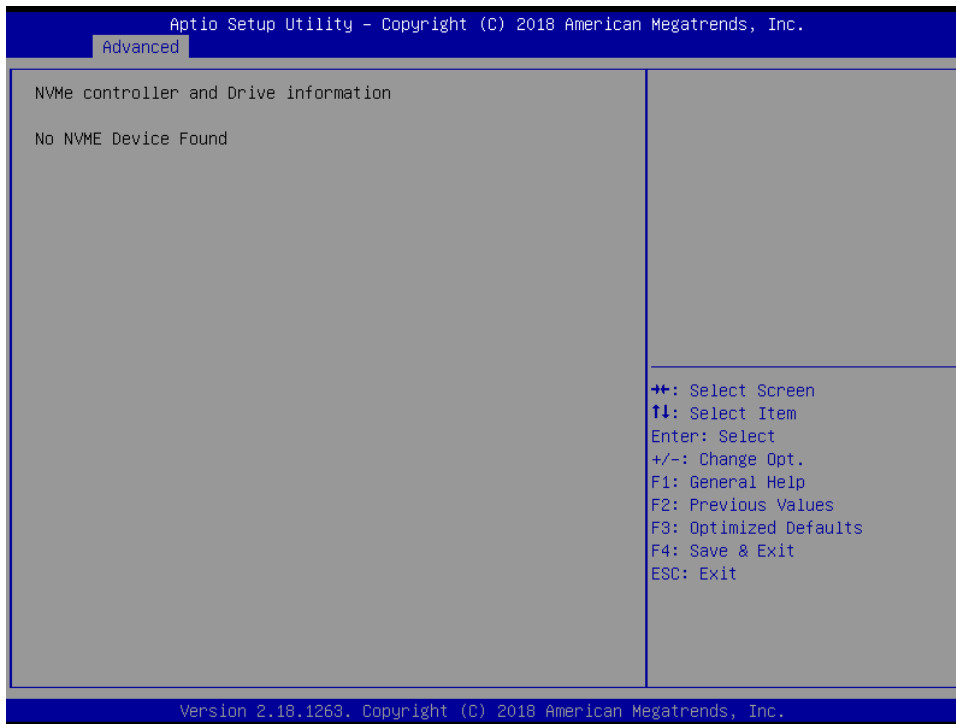 Aptio Setup Utility – Copyright (C) 2018 American Megatrends, Inc.
Advanced
NVMe controller and Drive information
No NVME Device Found
→←: Select Screen
↑↓: Select Item
Enter: Select
+/-: Change Opt.
F1: General Help
F2: Previous Values
F3: Optimized Defaults
F4: Save & Exit
ESC: Exit
Version 2.18.1263. Copyright (C) 2018 American Megatrends, Inc.